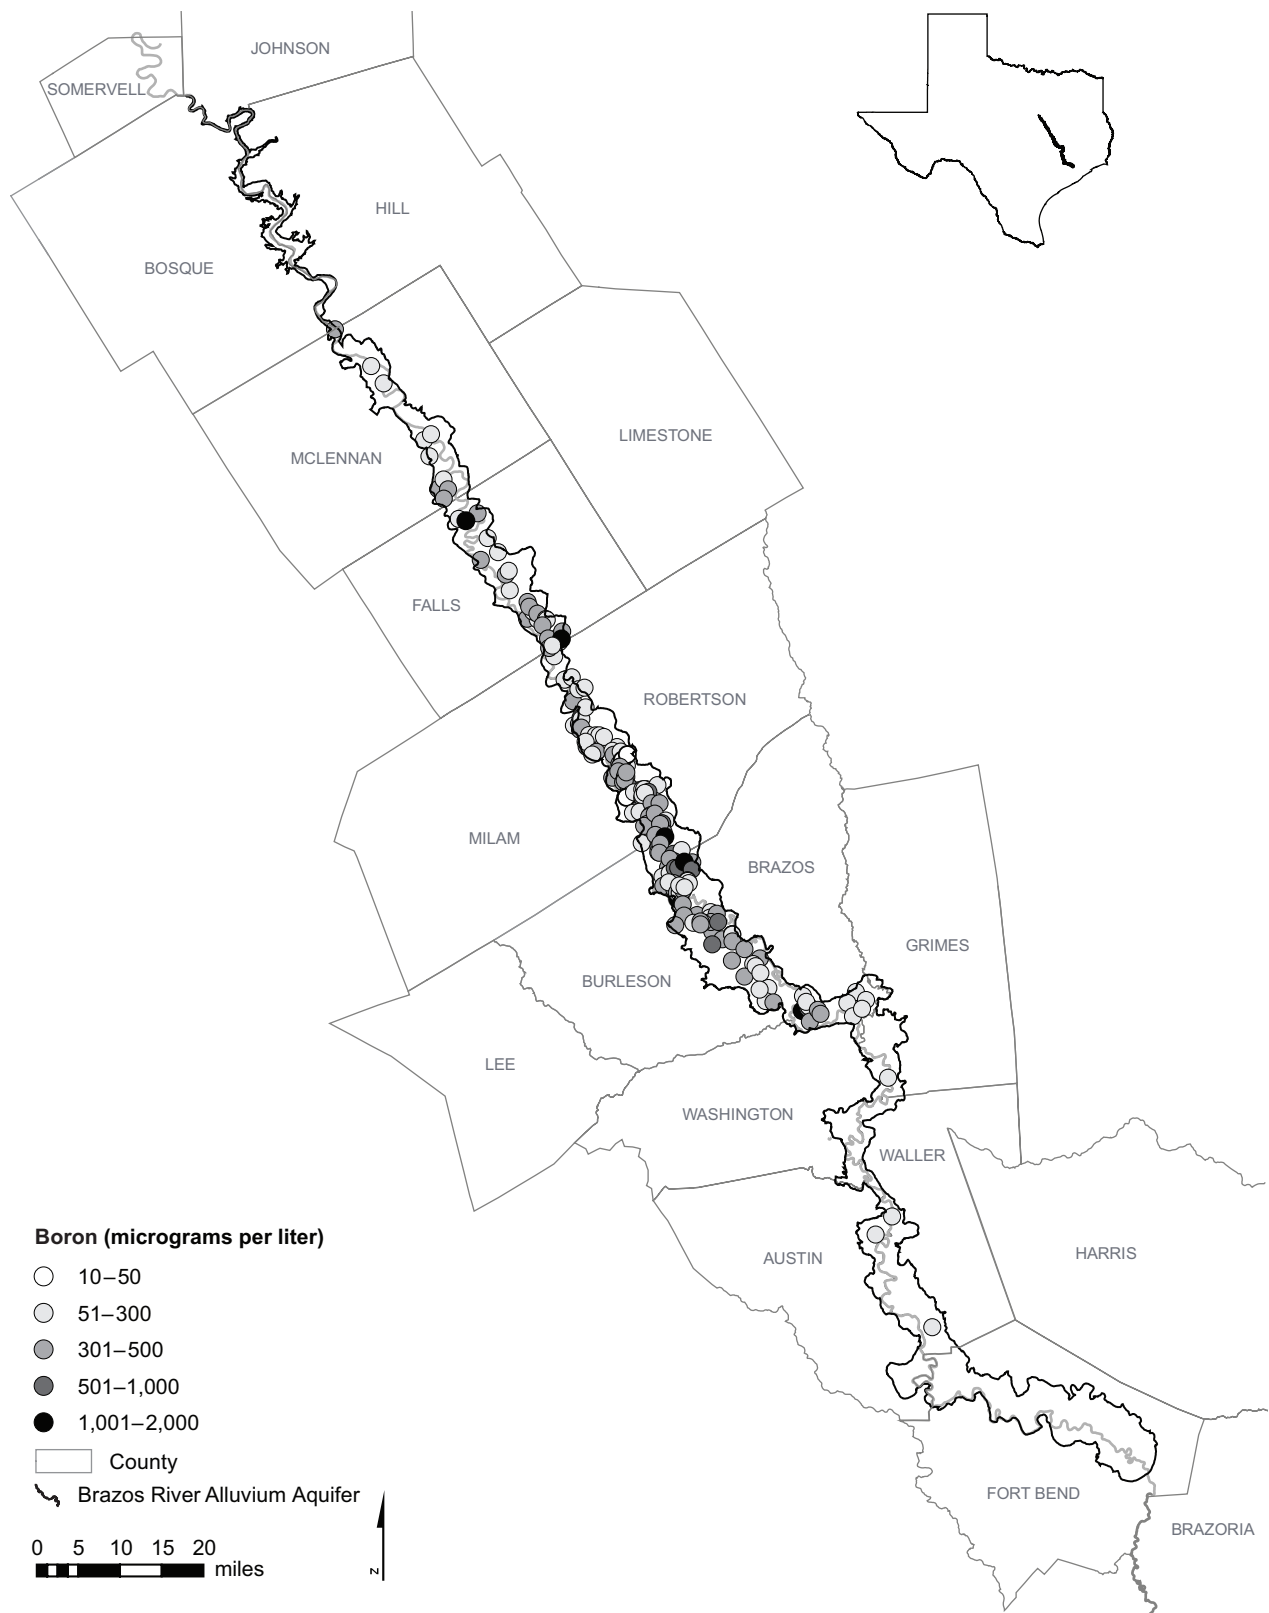 JOHNSON
SOMERVELL
HILL
BOSQUE
LIMESTONE
MCLENNAN
FALLS
ROBERTSON
MILAM
BRAZOS
GRIMES
BURLESON
LEE
WASHINGTON
WALLER
AUSTIN
HARRIS
FORT BEND
BRAZORIA
Boron (micrograms per liter)
10–50
51–300
301–500
501–1,000
1,001–2,000
County
Brazos River Alluvium Aquifer
0 5 10 15 20
miles
N